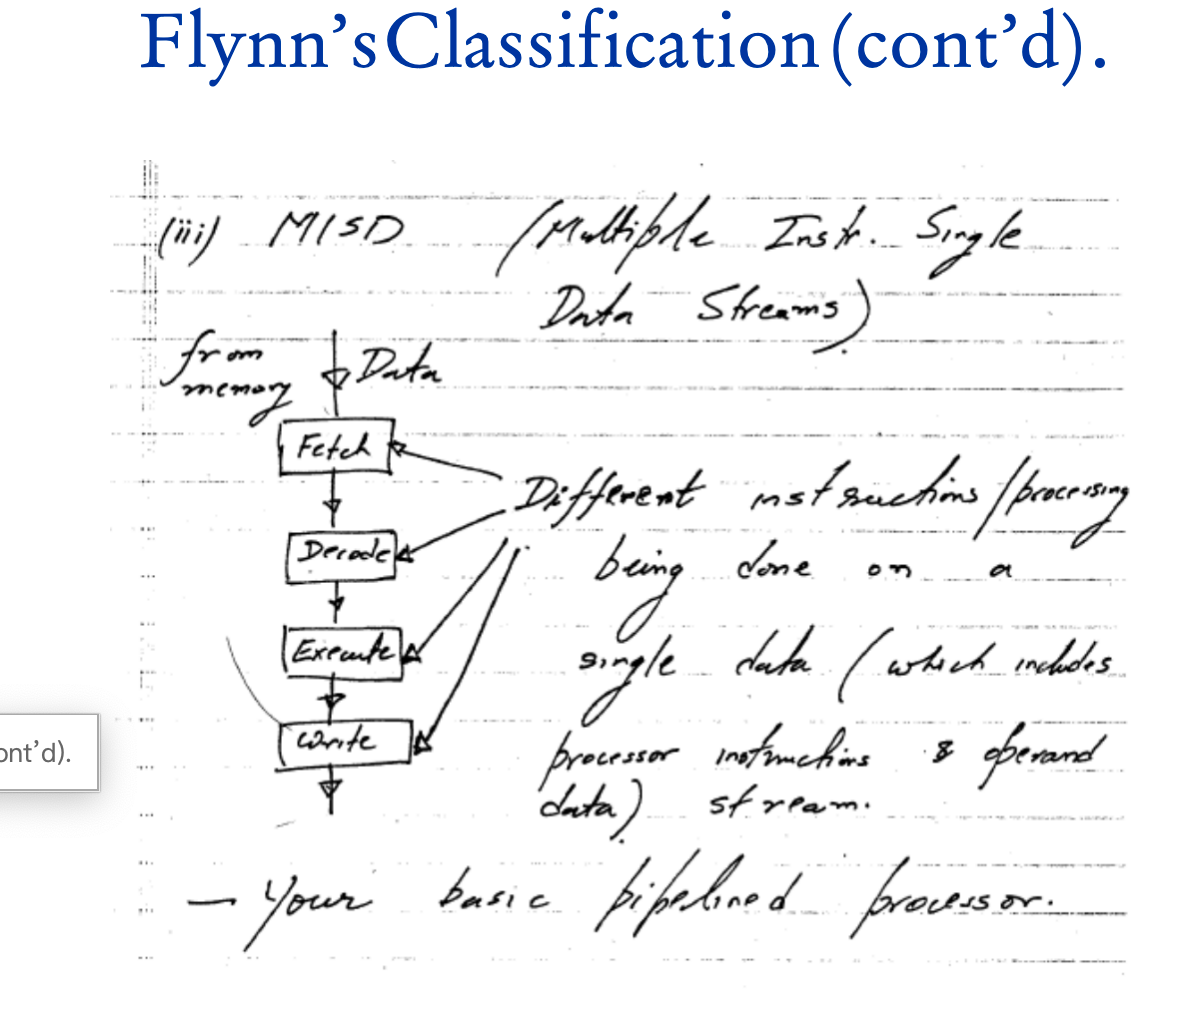 Flynn's Classification (cont'd).
(iii) MISD (Multiple Instr. Single
Data Streams)
from
memory
Data
Fetch
Decode
Execute
Write
Different instructions/processing
being done on a
single data (which includes
processor instructions & operand
data) stream.
ont'd).
— Your basic pipelined processor.